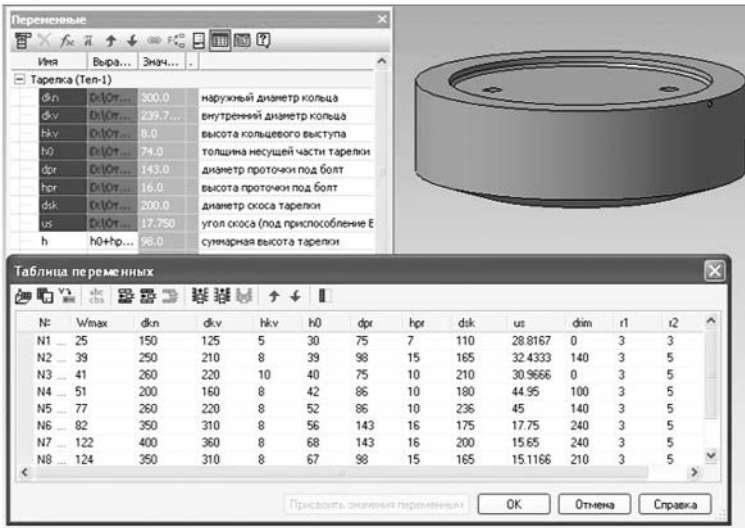 Переменные
Имя Выра... Знач... .
Тарелка (Тел-1)
dkn D:\От... 300.0 наружный диаметр кольца
dkv D:\От... 239.7... внутренний диаметр кольца
hkv D:\От... 8.0 высота кольцевого выступа
h0 D:\От... 74.0 толщина несущей части тарелки
dpr D:\От... 143.0 диаметр проточки под болт
hpr D:\От... 16.0 высота проточки под болт
dsk D:\От... 200.0 диаметр скоса тарелки
us D:\От... 17.750 угол скоса (под приспособление Б
h h0+hp... 98.0 суммарная высота тарелки
Таблица переменных
№ Wmax dkn dkv hkv h0 dpr hpr dsk us drim r1 r2
N1 ... 25 150 125 5 30 75 7 110 28.8167 0 3 3
N2 ... 39 250 210 8 39 98 15 165 32.4333 140 3 5
N3 ... 41 260 220 10 40 75 10 210 30.9666 0 3 5
N4 ... 51 200 160 8 42 86 10 180 44.95 100 3 5
N5 ... 77 260 220 8 52 86 10 236 45 140 3 5
N6 ... 82 350 310 8 56 143 16 175 17.75 240 3 5
N7 ... 122 400 360 8 68 143 16 200 15.65 240 3 5
N8 ... 124 350 310 8 67 98 15 165 15.1166 210 3 5
Присвоить значения переменным OK Отмена Справка